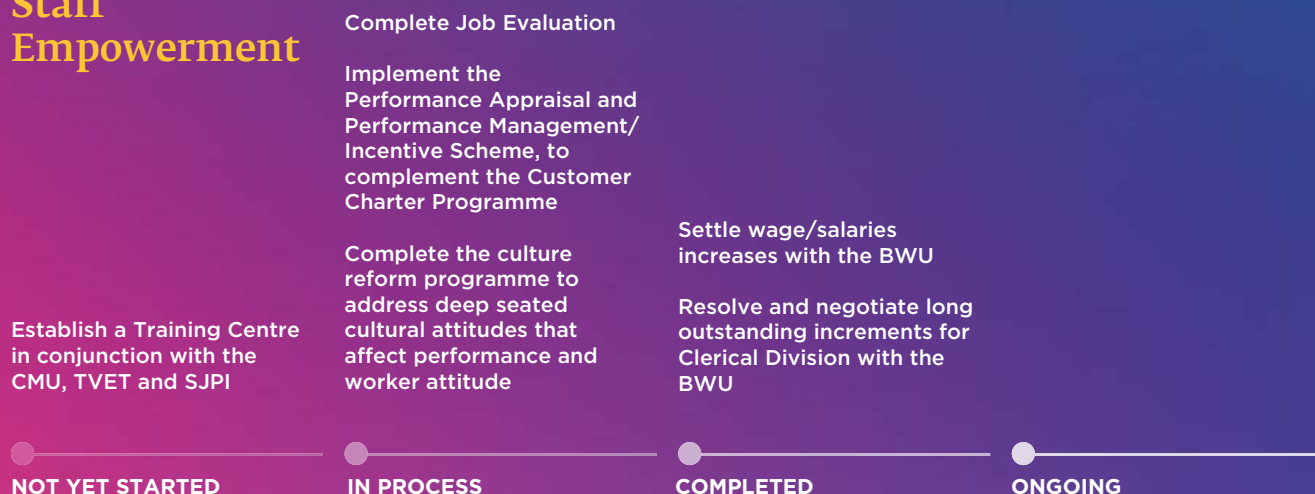 Staff
Empowerment
Establish a Training Centre
in conjunction with the
CMU, TVET and SJPI
NOT YET STARTED
Complete Job Evaluation
Implement the
Performance Appraisal and
Performance Management/
Incentive Scheme, to
complement the Customer
Charter Programme
Complete the culture
reform programme to
address deep seated
cultural attitudes that
affect performance and
worker attitude
IN PROCESS
Settle wage/salaries
increases with the BWU
Resolve and negotiate long
outstanding increments for
Clerical Division with the
BWU
COMPLETED
ONGOING